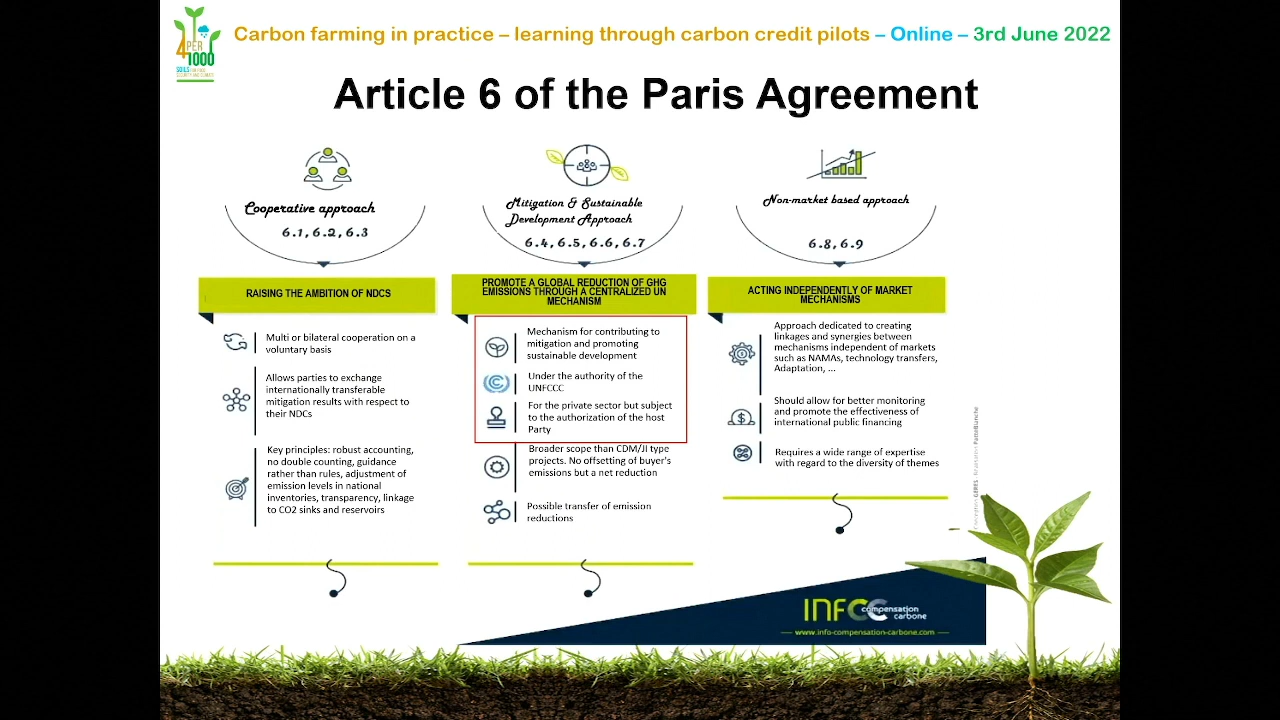 4
PER
1000
Carbon farming in practice – learning through carbon credit pilots – Online – 3rd June 2022
Article 6 of the Paris Agreement
Cooperative approach
6.1, 6.2, 6.3
RAISING THE AMBITION OF NDCS
Multi or bilateral cooperation on a
voluntary basis
Allows parties to exchange
internationally transferable
mitigation results with respect to
their NDCs
Key principles: robust accounting,
no double counting, guidance
rather than rules, adjustment of
emission levels in national
inventories, transparency, linkage
to CO2 sinks and reservoirs
Mitigation & Sustainable
Development Approach
6.4, 6.5, 6.6, 6.7
PROMOTE A GLOBAL REDUCTION OF GHG
EMISSIONS THROUGH A CENTRALIZED UN
MECHANISM
Mechanism for contributing to
mitigation and promoting
sustainable development
Under the authority of the
UNFCCC
For the private sector but subject
to the authorization of the host
Party
Broader scope than CDM/JI type
projects. No offsetting of buyer's
emissions but a net reduction
Possible transfer of emission
reductions
Non-market based approach
6.8, 6.9
ACTING INDEPENDENTLY OF MARKET
MECHANISMS
Approach dedicated to creating
linkages and synergies between
mechanisms independent of markets
such as NAMAs, technology transfers,
Adaptation, ...
Should allow for better monitoring
and promote the effectiveness of
international public financing
Requires a wide range of expertise
with regard to the diversity of themes
INFCC compensation
carbone
www.info-compensation-carbone.com